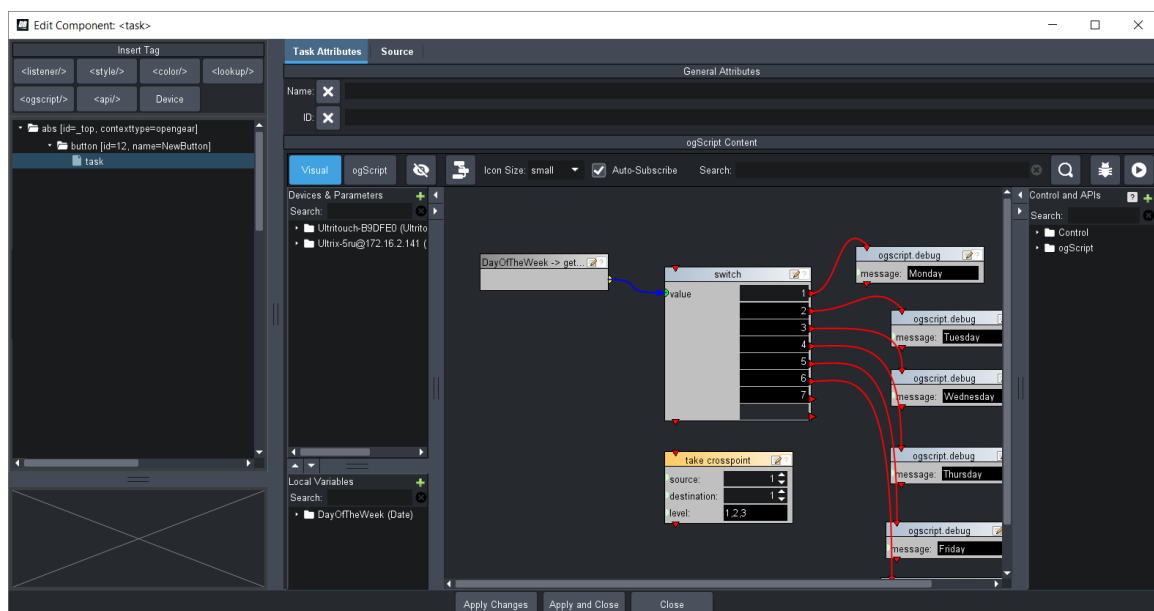 Edit Component: <task>
Insert Tag
<listener/> <style/> <color/> <lookup/>
<ogscript/> <api/> Device
abs [id=_top, contexttype=opengear]
button [id=12, name=NewButton]
task
Task Attributes Source
General Attributes
Name:
ID:
ogScript Content
Visual ogScript Icon Size: small Auto-Subscribe Search:
Devices & Parameters
Search:
Ultritouch-B9DFE0 (Ultrito
Ultrix-5ru@172.16.2.141 (
Local Variables
Search:
DayOfTheWeek (Date)
DayOfTheWeek -> get...
switch
value
1
2
3
4
5
6
7
take crosspoint
source: 1
destination: 1
level: 1,2,3
ogscript.debug
message: Monday
ogscript.debug
message: Tuesday
ogscript.debug
message: Wednesday
ogscript.debug
message: Thursday
ogscript.debug
message: Friday
Control and APIs
Search:
Control
ogScript
Apply Changes Apply and Close Close